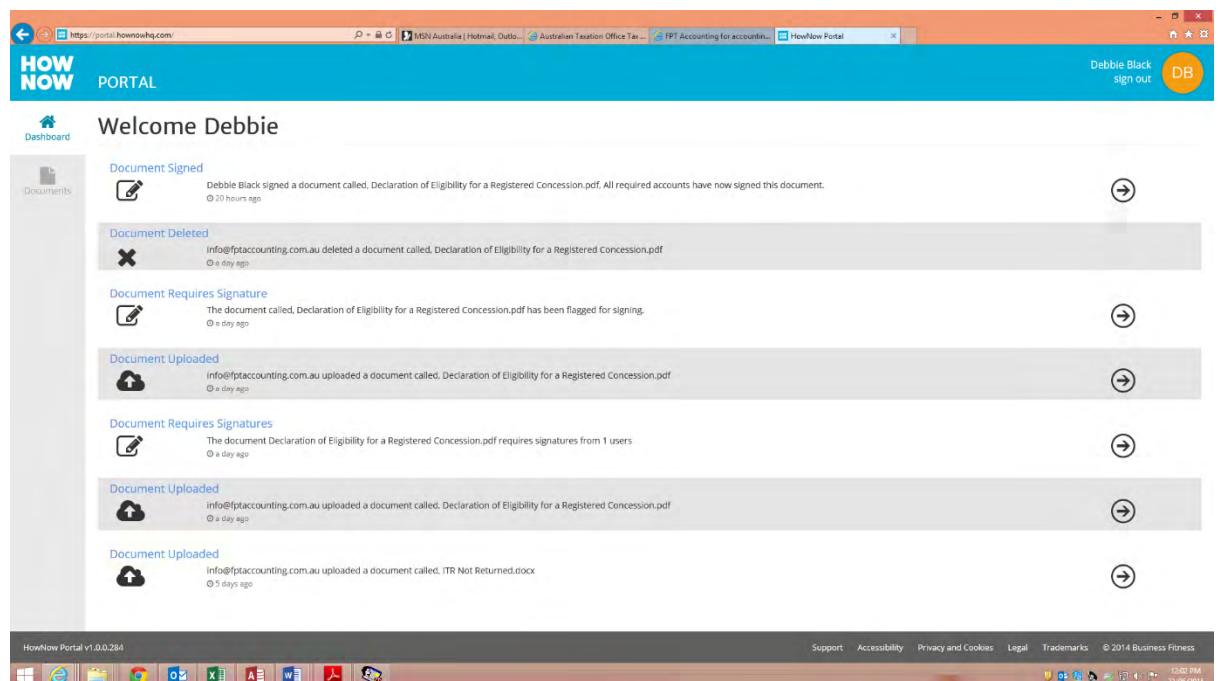 https://portal.hownowhq.com/
MSN Australia | Hotmail, Outlo...
Australian Taxation Office Tax ...
FPT Accounting for accountin...
HowNow Portal
HOW
NOW
PORTAL
Debbie Black
sign out
DB
Dashboard
Documents
Welcome Debbie
Document Signed
Debbie Black signed a document called, Declaration of Eligibility for a Registered Concession.pdf, All required accounts have now signed this document.
20 hours ago
Document Deleted
info@fptaccounting.com.au deleted a document called, Declaration of Eligibility for a Registered Concession.pdf
a day ago
Document Requires Signature
The document called, Declaration of Eligibility for a Registered Concession.pdf has been flagged for signing.
a day ago
Document Uploaded
info@fptaccounting.com.au uploaded a document called, Declaration of Eligibility for a Registered Concession.pdf
a day ago
Document Requires Signatures
The document Declaration of Eligibility for a Registered Concession.pdf requires signatures from 1 users
a day ago
Document Uploaded
info@fptaccounting.com.au uploaded a document called, Declaration of Eligibility for a Registered Concession.pdf
a day ago
Document Uploaded
info@fptaccounting.com.au uploaded a document called, ITR Not Returned.docx
5 days ago
HowNow Portal v1.0.0.284
Support Accessibility Privacy and Cookies Legal Trademarks © 2014 Business Fitness
12:02 PM